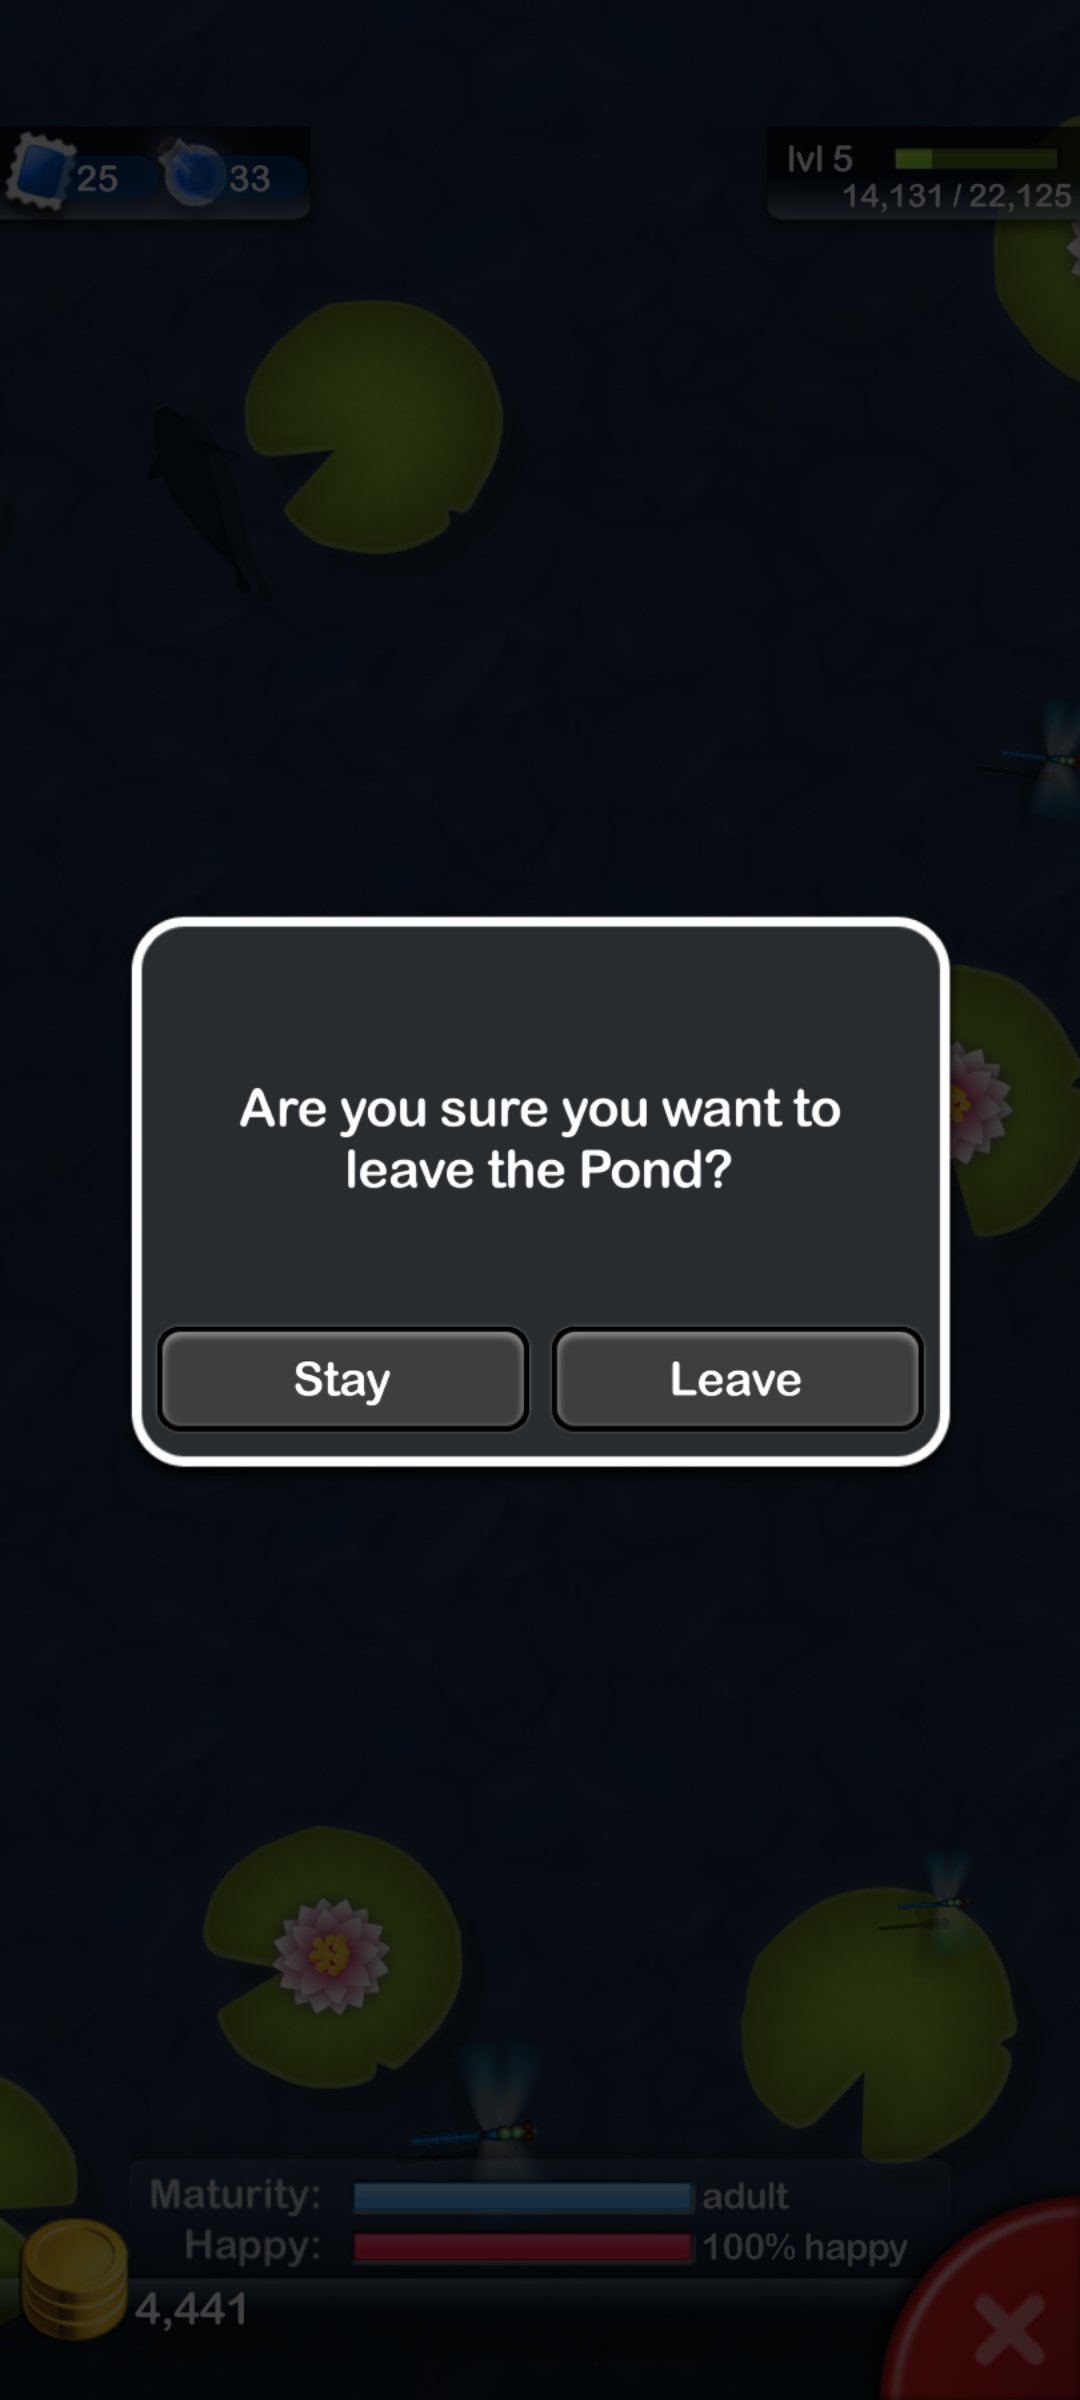 25 33
lvl 5
14,131 / 22,125
Are you sure you want to
leave the Pond?
Stay Leave
Maturity: adult
Happy: 100% happy
4,441